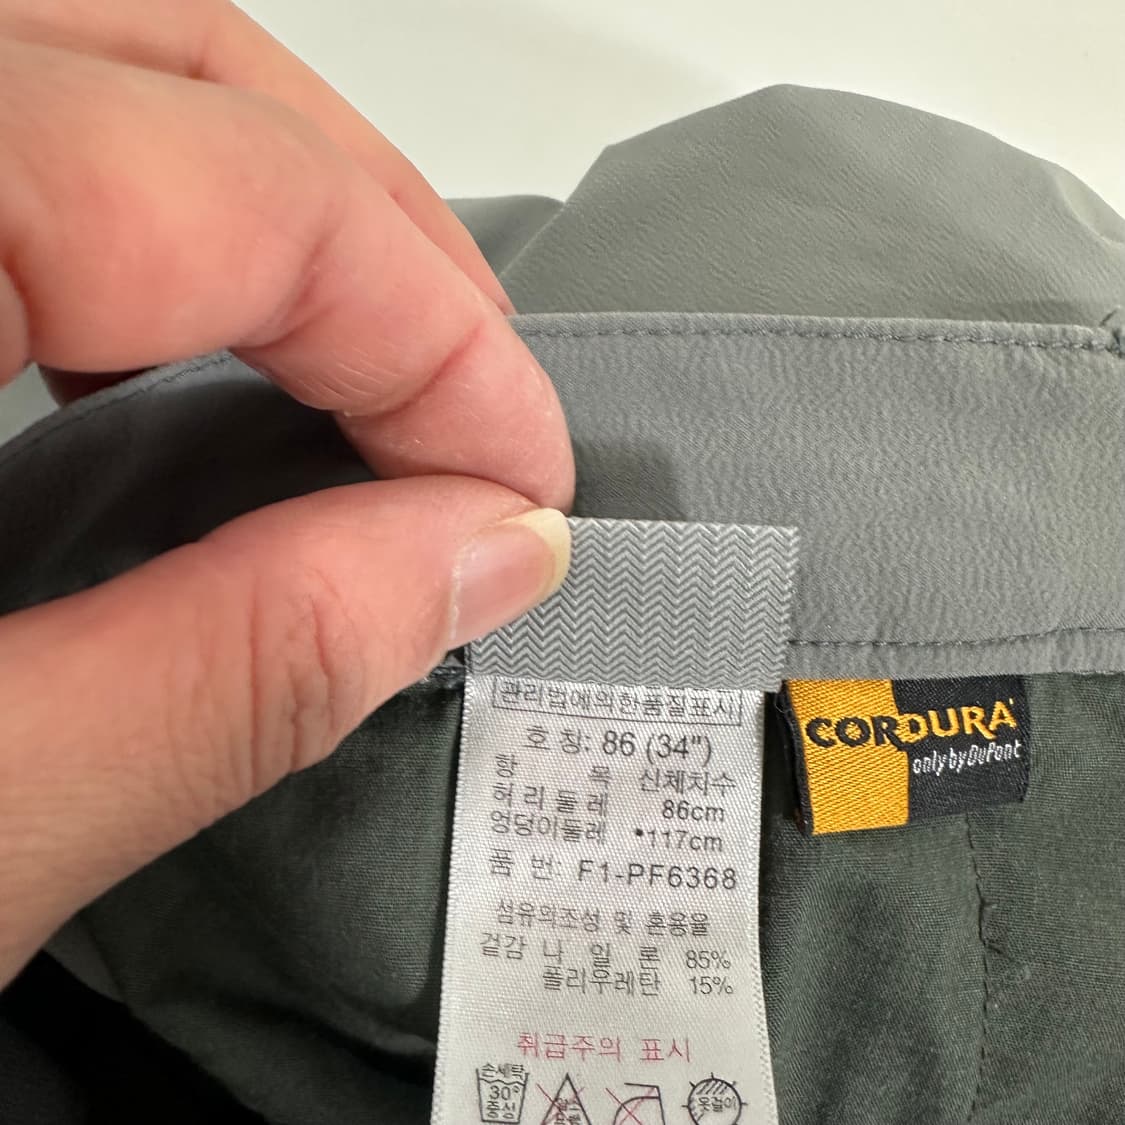 관리법에의한품질표시
호 칭: 86 (34")
항 목 신체치수
허리둘레 86cm
엉덩이둘레 •117cm
품 번: F1-PF6368
섬유의조성 및 혼용율
겉감 나 일 론 85%
폴리우레탄 15%
취급주의 표시
손세탁
30°
중성
옷걸이
CORDURA
only by DuPont